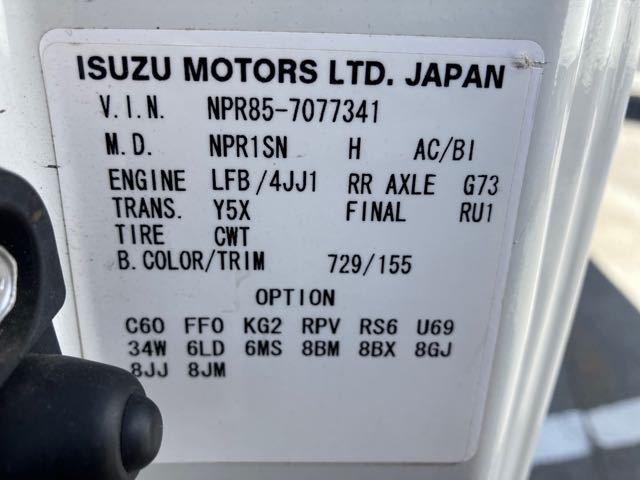 ISUZU MOTORS LTD. JAPAN
V.I.N. NPR85-7077341
M.D. NPR1SN H AC/BI
ENGINE LFB/4JJ1 RR AXLE G73
TRANS. Y5X FINAL RU1
TIRE CWT
B.COLOR/TRIM 729/155
OPTION
C60 FF0 KG2 RPV RS6 U69
34W 6LD 6MS 8BM 8BX 8GJ
8JJ 8JM